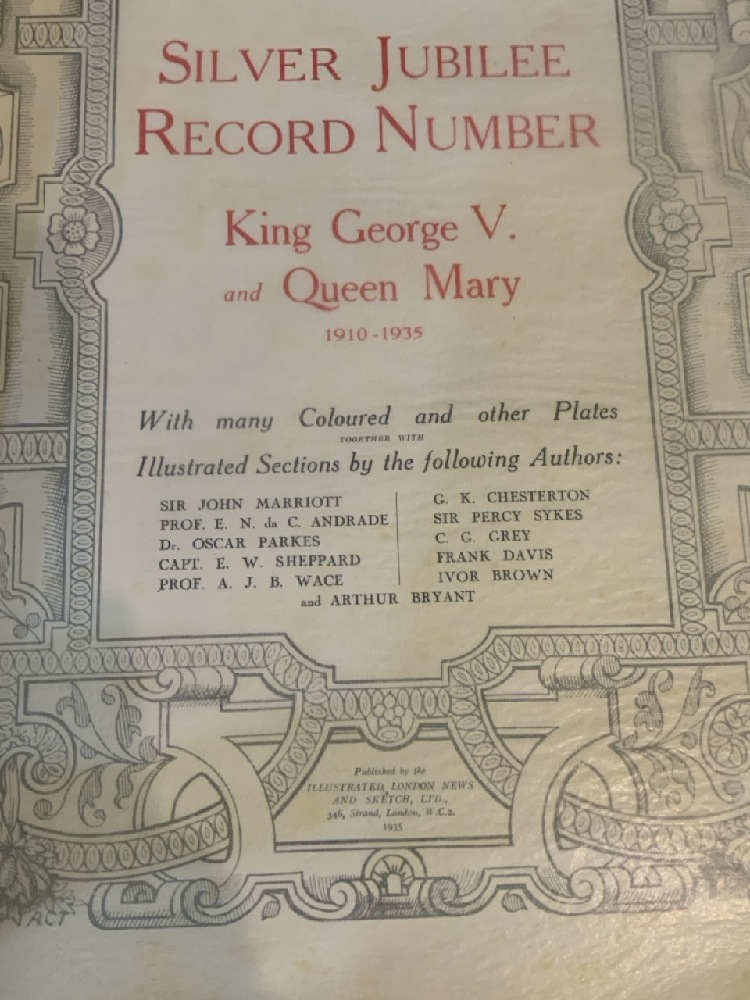 SILVER JUBILEE
RECORD NUMBER
King George V.
and Queen Mary
1910-1935
With many Coloured and other Plates
TOGETHER WITH
Illustrated Sections by the following Authors:
SIR JOHN MARRIOTT
PROF. E. N. da C. ANDRADE
Dr. OSCAR PARKES
CAPT. E. W. SHEPPARD
PROF. A. J. B. WACE
G. K. CHESTERTON
SIR PERCY SYKES
C. G. GREY
FRANK DAVIS
IVOR BROWN
and ARTHUR BRYANT
Published by the
ILLUSTRATED LONDON NEWS
AND SKETCH, LTD.,
346, Strand, London, W.C.2.
1935
ACT